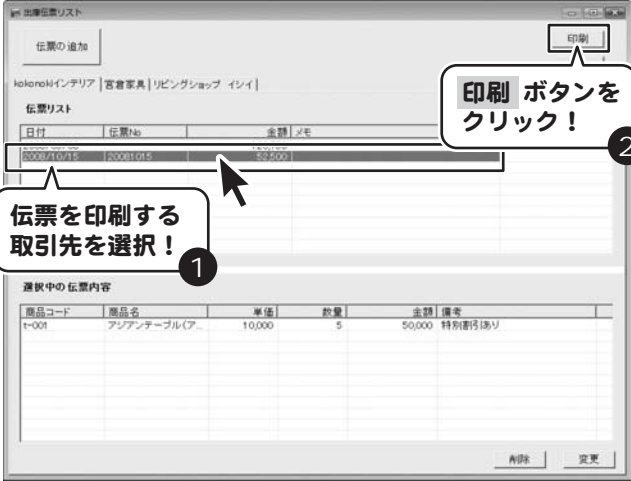 出庫伝票リスト
伝票の追加
印刷
kokonokiインテリア 宮倉家具 リビングショップ イシイ
伝票リスト
印刷 ボタンを
クリック！
2
日付 伝票No 金額 メモ
2008/10/15 20081015 52,500
伝票を印刷する
取引先を選択！
1
選択中の伝票内容
商品コード 商品名 単価 数量 金額 備考
t-001 アジアンテーブル(ア... 10,000 5 50,000 特別割引あり
削除 変更